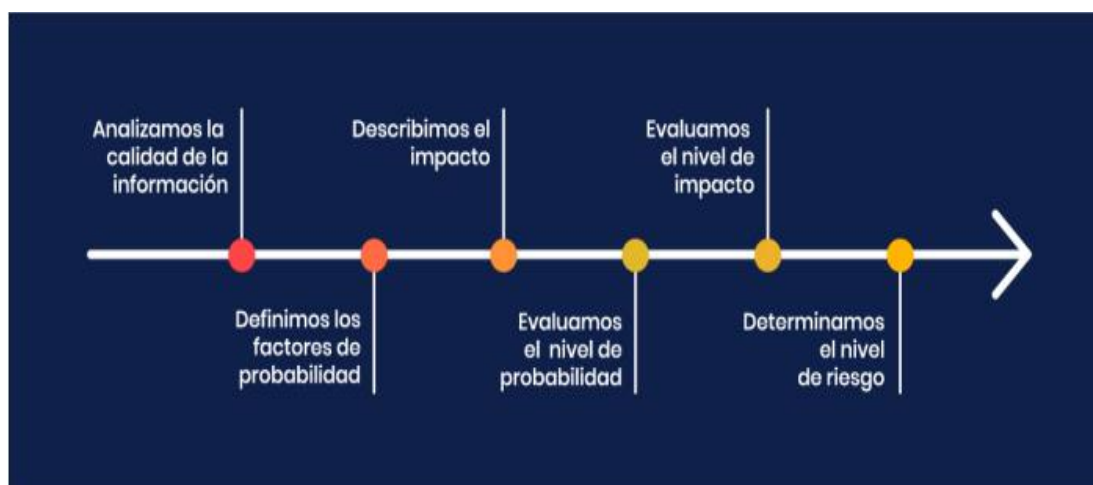 Analizamos la
calidad de la
información
Definimos los
factores de
probabilidad
Describimos el
impacto
Evaluamos
el nivel de
probabilidad
Evaluamos
el nivel de
impacto
Determinamos
el nivel
de riesgo